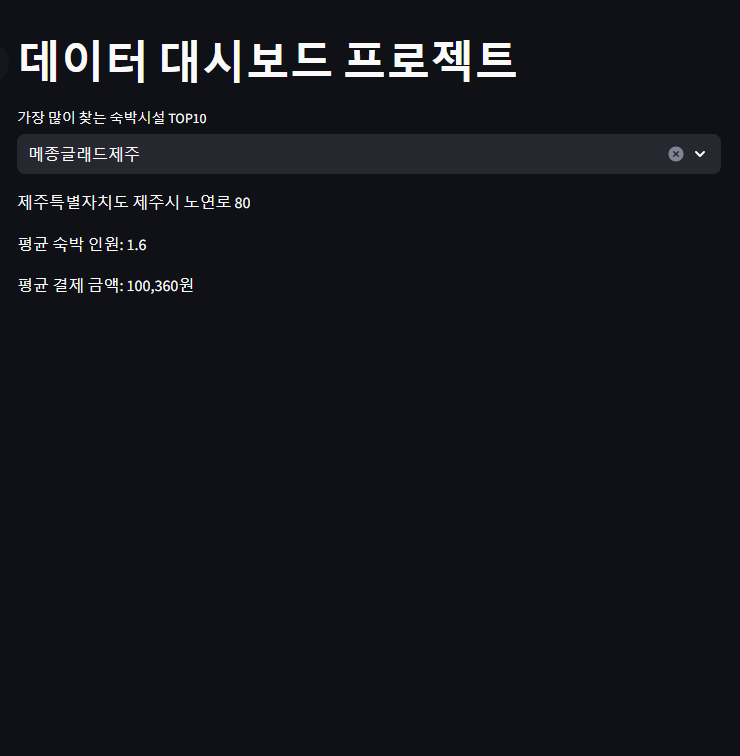 데이터 대시보드 프로젝트
가장 많이 찾는 숙박시설 TOP10
메종글래드제주
제주특별자치도 제주시 노연로 80
평균 숙박 인원: 1.6
평균 결제 금액: 100,360원